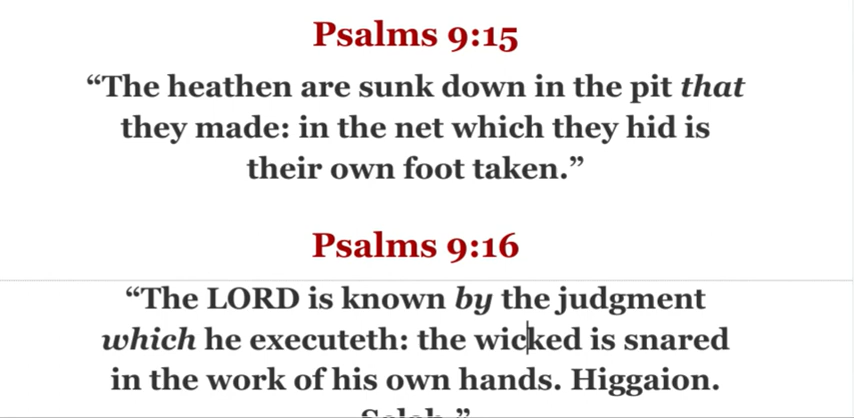 Psalms 9:15
“The heathen are sunk down in the pit that
they made: in the net which they hid is
their own foot taken.”
Psalms 9:16
“The LORD is known by the judgment
which he executeth: the wicked is snared
in the work of his own hands. Higgaion.
Selah.”